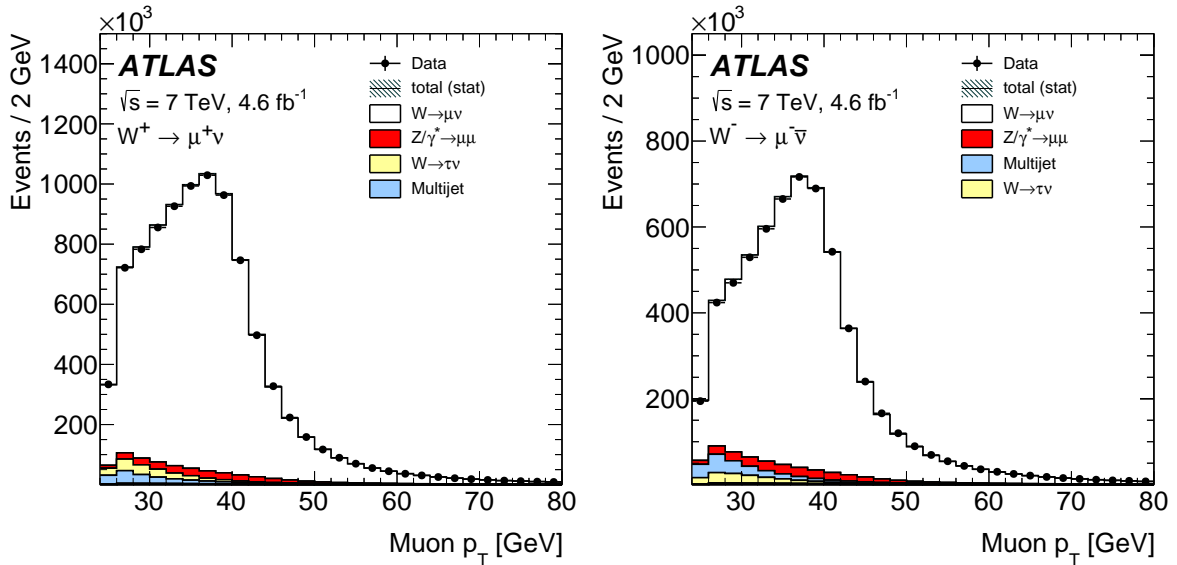 ×10³
Events / 2 GeV
1400
1200
1000
800
600
400
200
ATLAS
√s = 7 TeV, 4.6 fb⁻¹
W⁺ → μ⁺ν
Data
total (stat)
W→μν
Z/γ*→μμ
W→τν
Multijet
30 40 50 60 70 80
Muon p_T [GeV]
×10³
Events / 2 GeV
1000
800
600
400
200
ATLAS
√s = 7 TeV, 4.6 fb⁻¹
W⁻ → μ⁻ν̅
Data
total (stat)
W→μν
Z/γ*→μμ
Multijet
W→τν
30 40 50 60 70 80
Muon p_T [GeV]